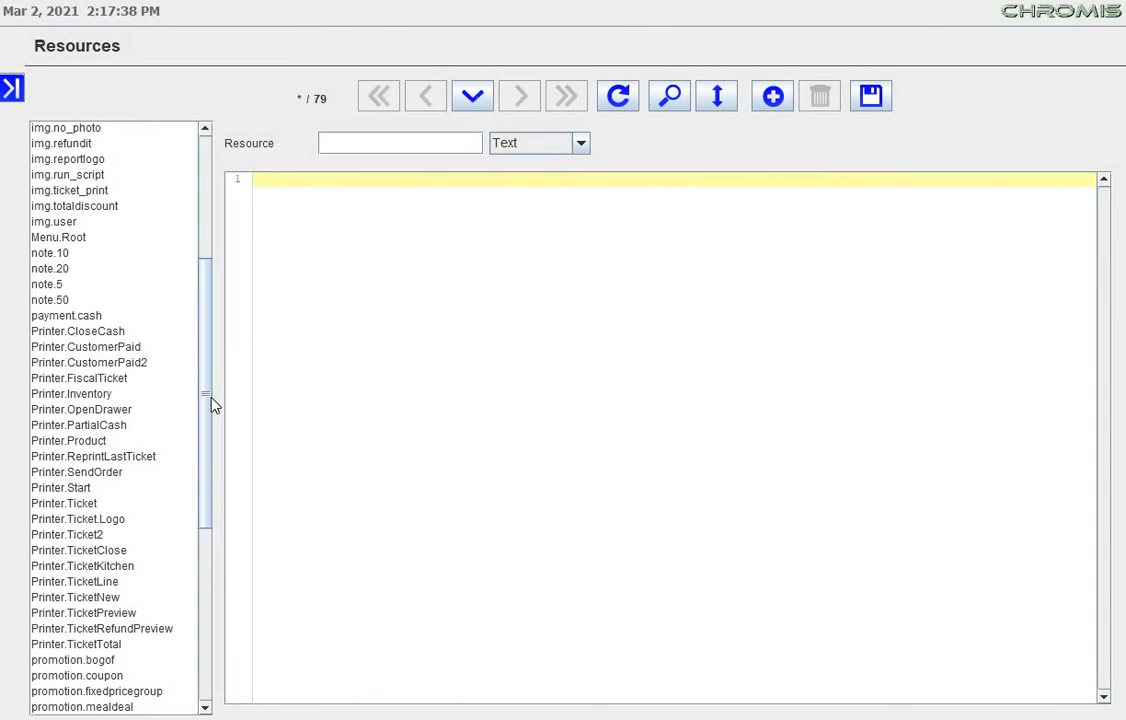 Mar 2, 2021 2:17:38 PM
CHROMIS
Resources
* / 79
img.no_photo
img.refundit
img.reportlogo
img.run_script
img.ticket_print
img.totaldiscount
img.user
Menu.Root
note.10
note.20
note.5
note.50
payment.cash
Printer.CloseCash
Printer.CustomerPaid
Printer.CustomerPaid2
Printer.FiscalTicket
Printer.Inventory
Printer.OpenDrawer
Printer.PartialCash
Printer.Product
Printer.ReprintLastTicket
Printer.SendOrder
Printer.Start
Printer.Ticket
Printer.Ticket.Logo
Printer.Ticket2
Printer.TicketClose
Printer.TicketKitchen
Printer.TicketLine
Printer.TicketNew
Printer.TicketPreview
Printer.TicketRefundPreview
Printer.TicketTotal
promotion.bogof
promotion.coupon
promotion.fixedpricegroup
promotion.mealdeal
Resource
Text
1